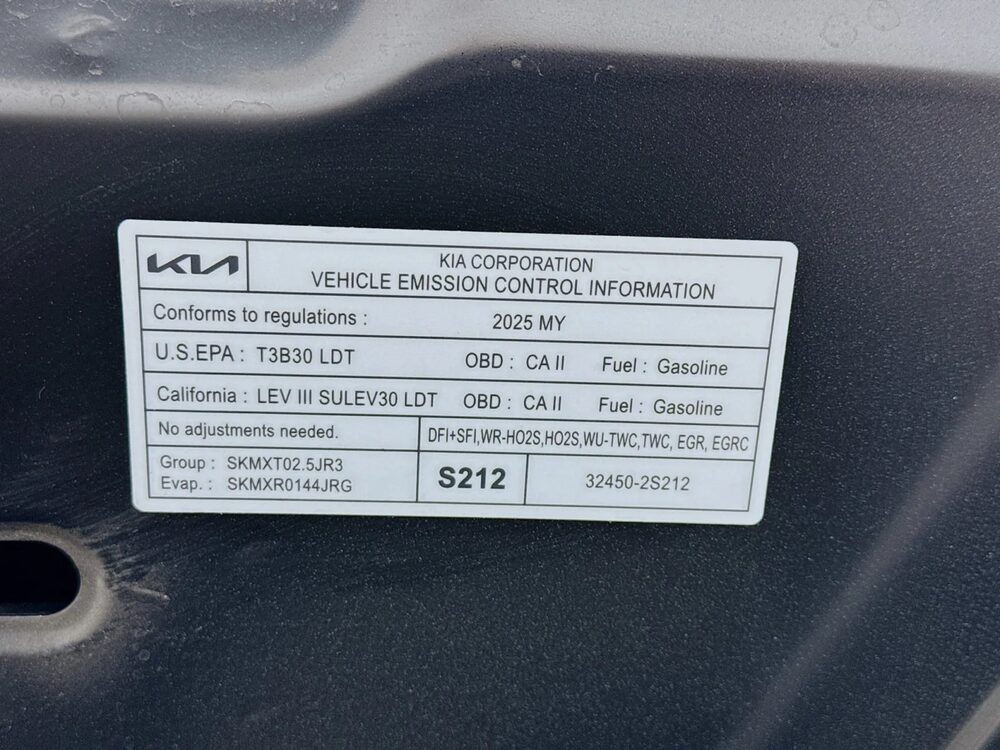 KIA
KIA CORPORATION
VEHICLE EMISSION CONTROL INFORMATION
Conforms to regulations : 2025 MY
U.S.EPA : T3B30 LDT OBD : CA II Fuel : Gasoline
California : LEV III SULEV30 LDT OBD : CA II Fuel : Gasoline
No adjustments needed. DFI+SFI,WR-HO2S,HO2S,WU-TWC,TWC, EGR, EGRC
Group : SKMXT02.5JR3
Evap. : SKMXR0144JRG
S212
32450-2S212